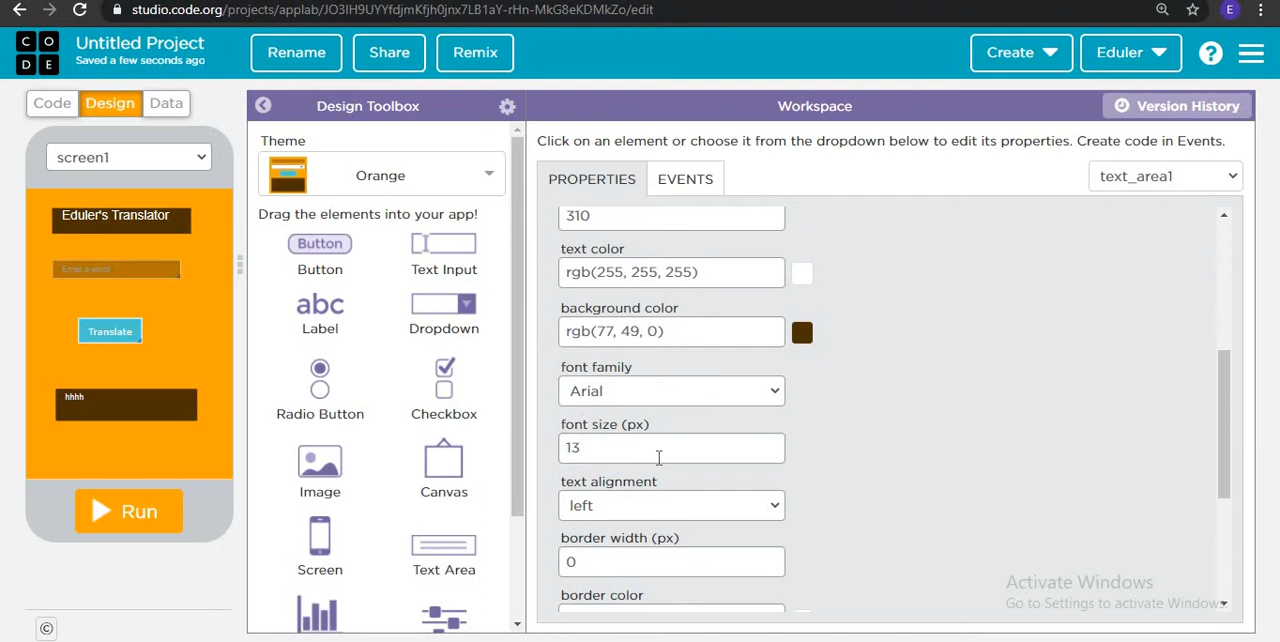 studio.code.org/projects/applab/JO3IH9UYYfdjmKfjh0jnx7LB1aY-rHn-MkG8eKDMkZo/edit
E
C O
D E
Untitled Project
Saved a few seconds ago
Rename
Share
Remix
Create
Eduler
?
Code
Design
Data
Design Toolbox
Workspace
Version History
screen1
Eduler's Translator
Enter a word
Translate
hhhh
Run
©
Theme
Orange
Drag the elements into your app!
Button
Button
Text Input
abc
Label
Dropdown
Radio Button
Checkbox
Image
Canvas
Screen
Text Area
Click on an element or choose it from the dropdown below to edit its properties. Create code in Events.
PROPERTIES
EVENTS
text_area1
310
text color
rgb(255, 255, 255)
background color
rgb(77, 49, 0)
font family
Arial
font size (px)
13
text alignment
left
border width (px)
0
border color
Activate Windows
Go to Settings to activate Windows.